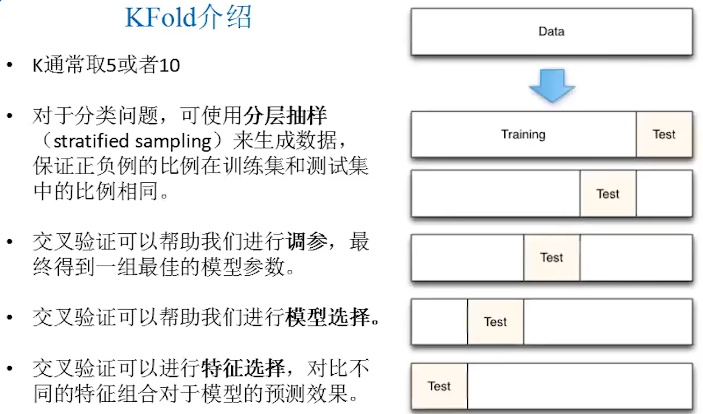 KFold介绍
• K通常取5或者10
• 对于分类问题，可使用分层抽样
（stratified sampling）来生成数据，
保证正负例的比例在训练集和测试集
中的比例相同。
• 交叉验证可以帮助我们进行调参，最
终得到一组最佳的模型参数。
• 交叉验证可以帮助我们进行模型选择。
• 交叉验证可以进行特征选择，对比不
同的特征组合对于模型的预测效果。
Data
Training Test
Test
Test
Test
Test